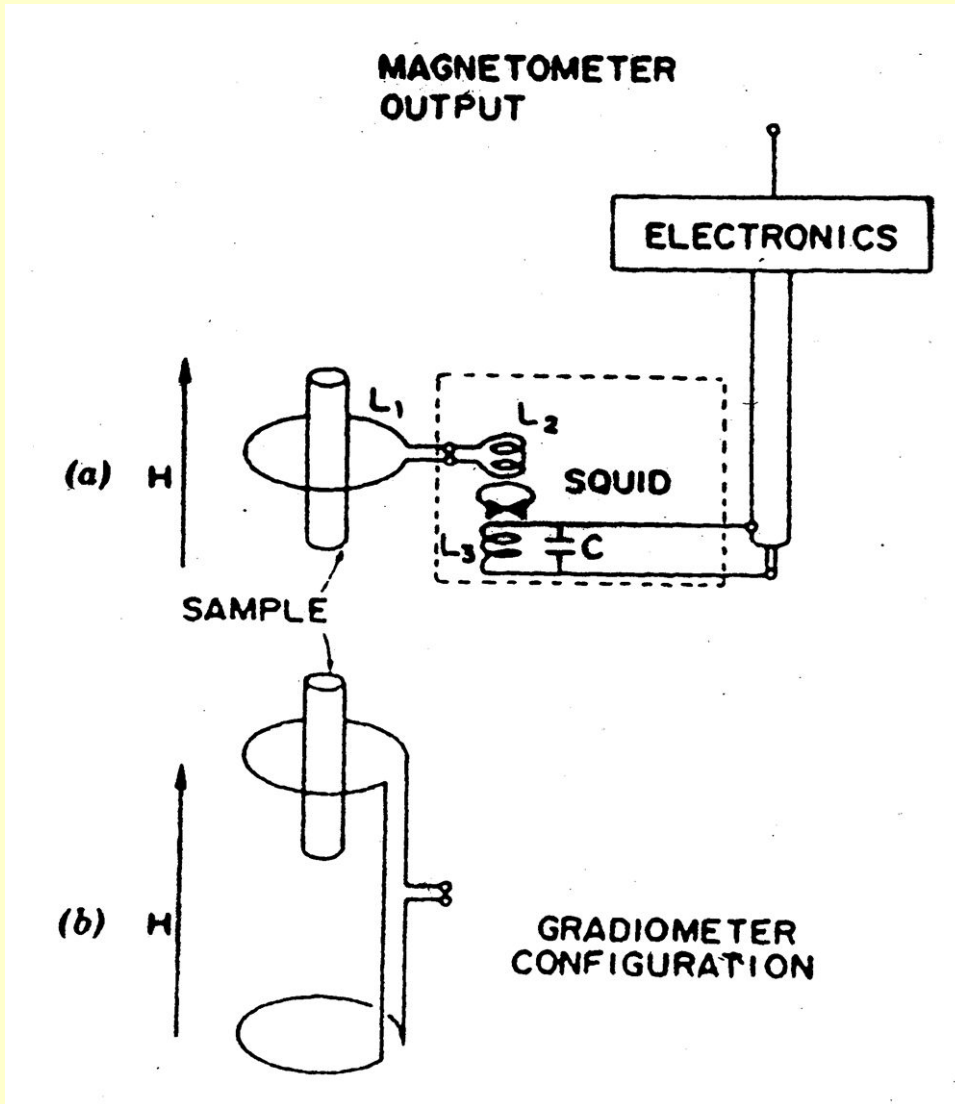 MAGNETOMETER
OUTPUT
ELECTRONICS
L₁
L₂
(a) H
SQUID
L₃
C
SAMPLE
(b) H
GRADIOMETER
CONFIGURATION